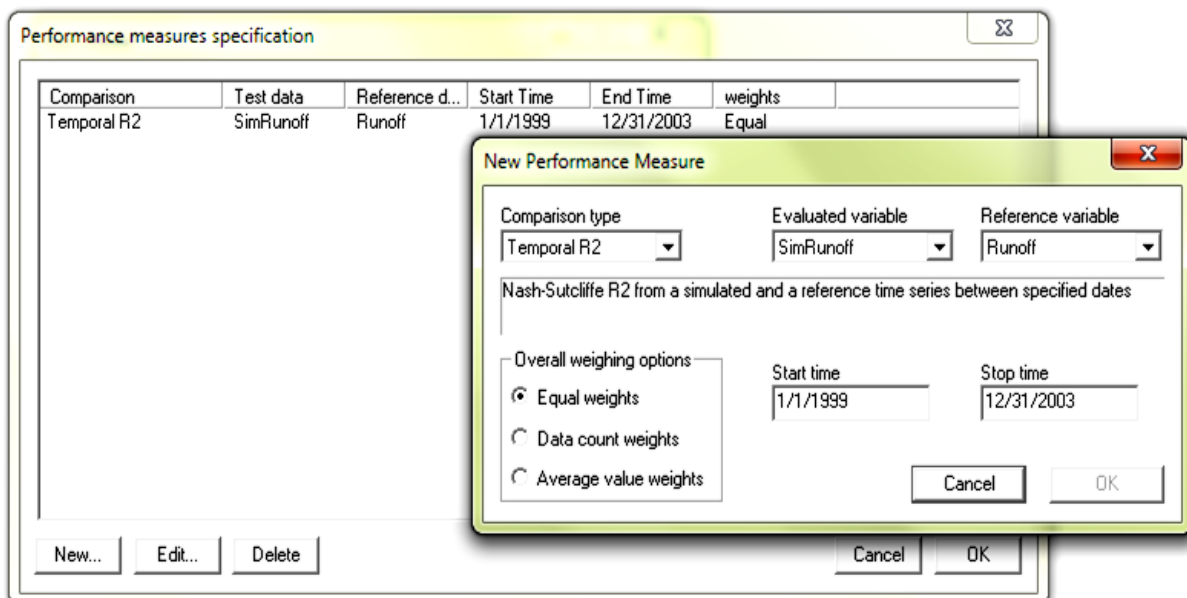 Performance measures specification
Comparison Test data Reference d... Start Time End Time weights
Temporal R2 SimRunoff Runoff 1/1/1999 12/31/2003 Equal
New Performance Measure
Comparison type Evaluated variable Reference variable
Temporal R2 SimRunoff Runoff
Nash-Sutcliffe R2 from a simulated and a reference time series between specified dates
Overall weighing options
Equal weights
Data count weights
Average value weights
Start time Stop time
1/1/1999 12/31/2003
Cancel OK
New... Edit... Delete Cancel OK